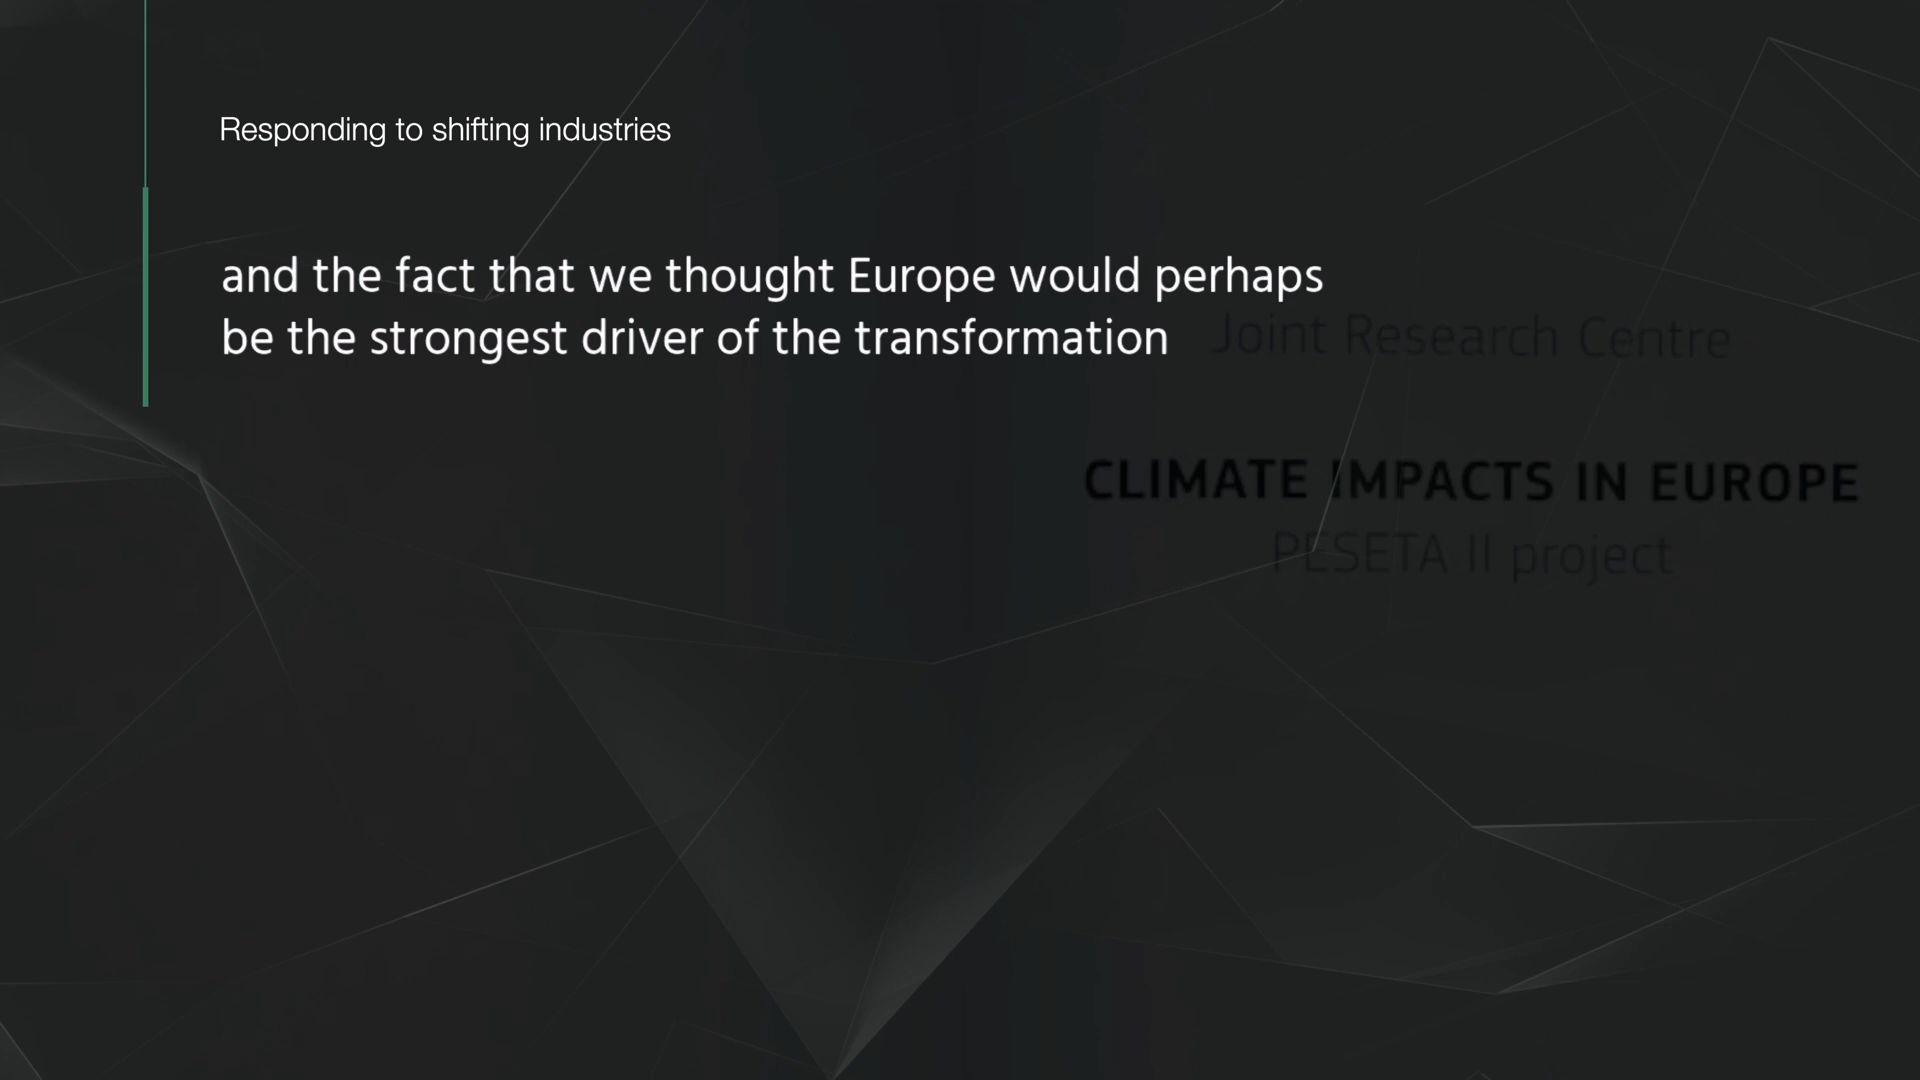 Responding to shifting industries
and the fact that we thought Europe would perhaps
be the strongest driver of the transformation
Joint Research Centre
CLIMATE IMPACTS IN EUROPE
PESETA II project